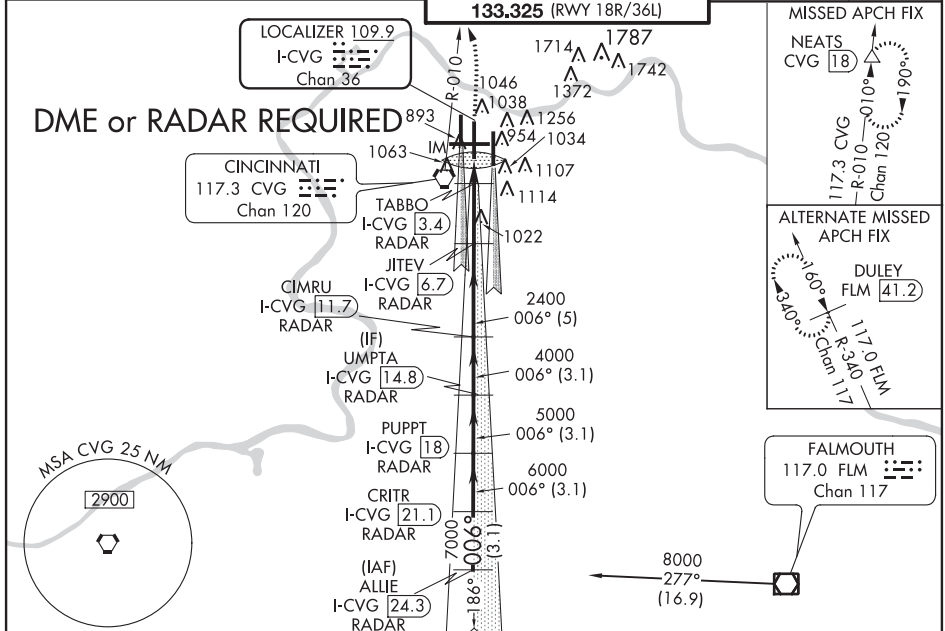 133.325 (RWY 18R/36L)
LOCALIZER 109.9
I-CVG
Chan 36
DME or RADAR REQUIRED
R-010
1046
1038
893
1063
IM
1714
1787
1742
1372
1256
954
1034
1107
1114
1022
CINCINNATI
117.3 CVG
Chan 120
TABBO
I-CVG 3.4
RADAR
JITEV
I-CVG 6.7
RADAR
CIMRU
I-CVG 11.7
RADAR
2400
006° (5)
(IF)
UMPTA
I-CVG 14.8
RADAR
4000
006° (3.1)
PUPPT
I-CVG 18
RADAR
5000
006° (3.1)
CRITR
I-CVG 21.1
RADAR
6000
006° (3.1)
(IAF)
ALLIE
I-CVG 24.3
RADAR
7000
006°
(3.1)
186°
MSA CVG 25 NM
2900
MISSED APCH FIX
NEATS
CVG 18
010°
190°
117.3 CVG
R-010
Chan 120
ALTERNATE MISSED
APCH FIX
DULEY
FLM 41.2
160°
340°
117.0 FLM
R-340
Chan 117
FALMOUTH
117.0 FLM
Chan 117
8000
277°
(16.9)